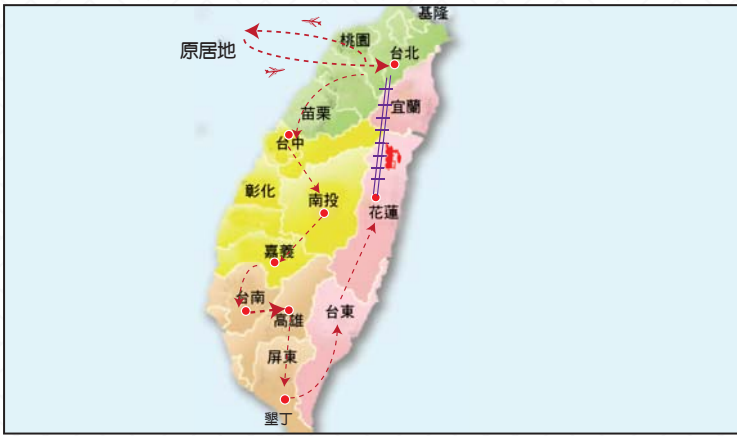 基隆
桃園
原居地
台北
宜蘭
苗栗
台中
彰化
南投
花蓮
嘉義
台南
高雄
台東
屏東
墾丁